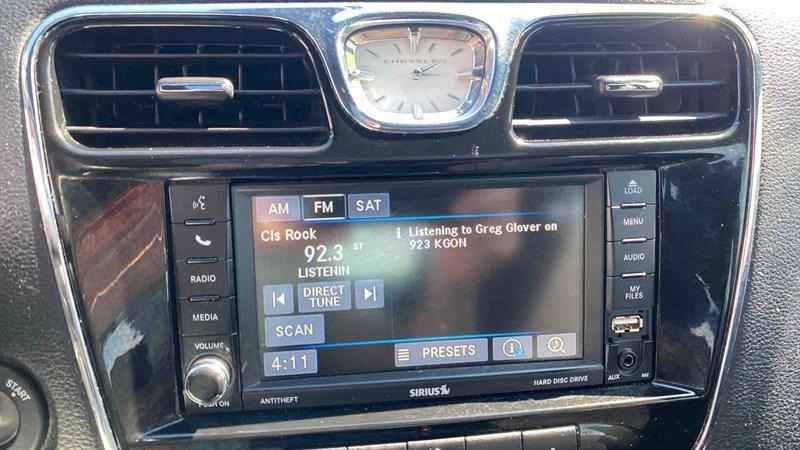 CHRYSLER
AM FM SAT
Cls Rock
92.3 ST
LISTENIN
i Listening to Greg Glover on
923 KGON
DIRECT
TUNE
SCAN
4:11
PRESETS
RADIO
MEDIA
VOLUME
PUSH ON
LOAD
MENU
AUDIO
MY
FILES
AUX
ANTITHEFT
SIRIUS
HARD DISC DRIVE
START